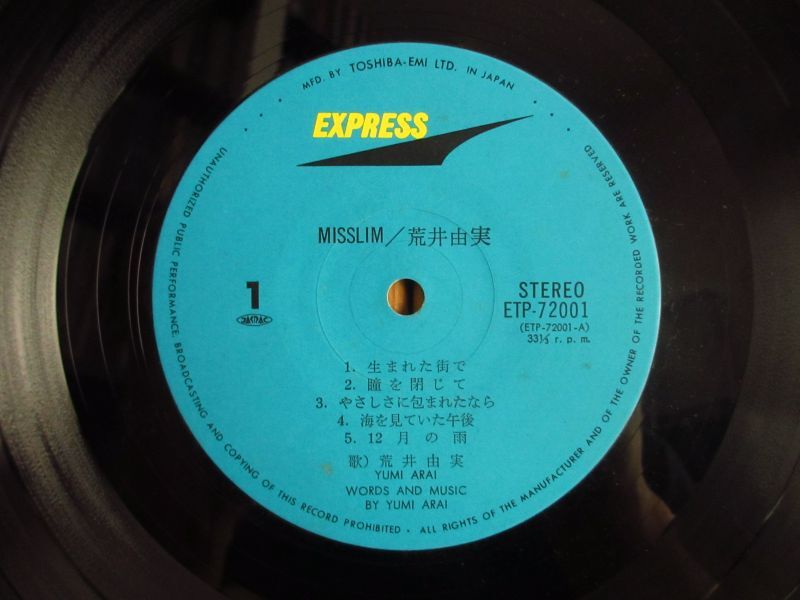 MFD. BY TOSHIBA-EMI LTD. IN JAPAN
EXPRESS
MISSLIM/荒井由実
1
JASRAC
STEREO
ETP-72001
(ETP-72001-A)
33 1/3 r. p. m.
1. 生まれた街で
2. 瞳を閉じて
3. やさしさに包まれたなら
4. 海を見ていた午後
5. 12月の雨
歌) 荒井由実
YUMI ARAI
WORDS AND MUSIC
BY YUMI ARAI
UNAUTHORIZED PUBLIC PERFORMANCE, BROADCASTING AND COPYING OF THIS RECORD PROHIBITED • ALL RIGHTS OF THE MANUFACTURER AND OF THE OWNER OF THE RECORDED WORK ARE RESERVED